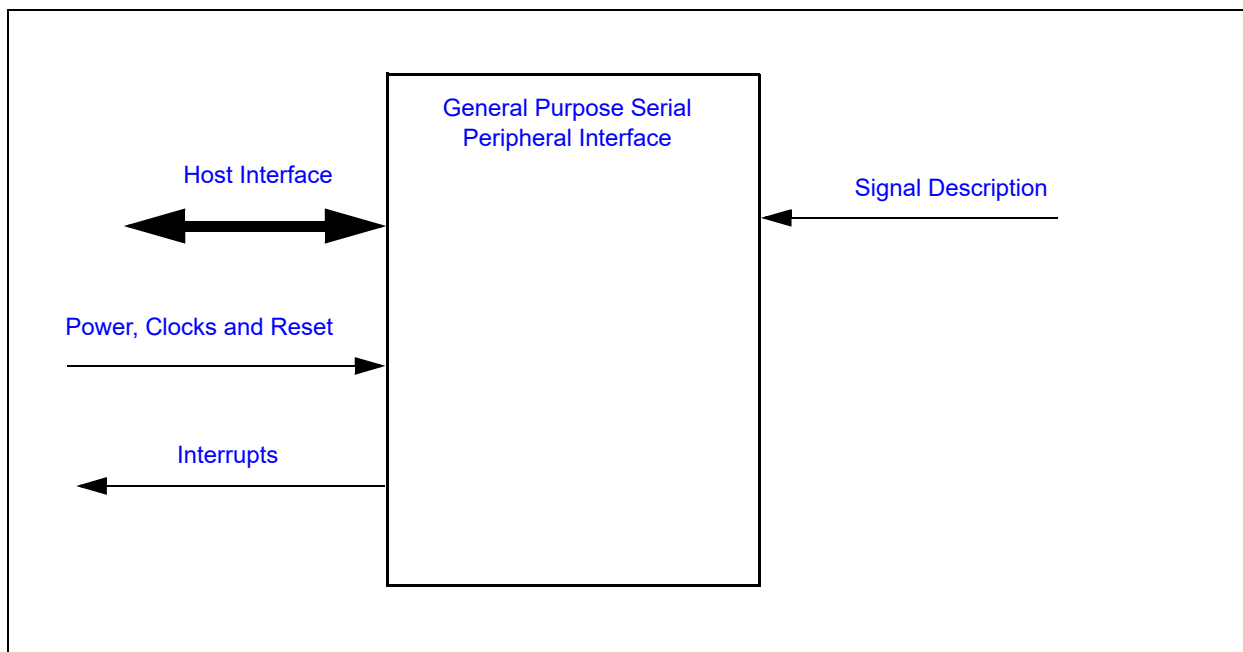 General Purpose Serial
Peripheral Interface
Host Interface
Signal Description
Power, Clocks and Reset
Interrupts